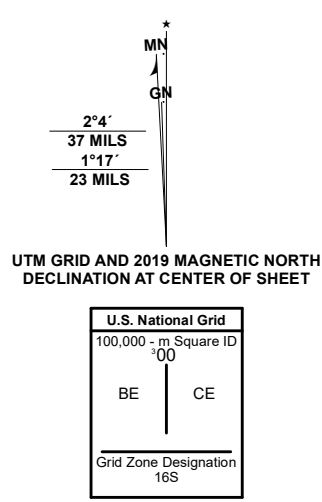 MN
GN
2°4´
37 MILS
1°17´
23 MILS
UTM GRID AND 2019 MAGNETIC NORTH
DECLINATION AT CENTER OF SHEET
U.S. National Grid
100,000 - m Square ID
³00
BE CE
Grid Zone Designation
16S